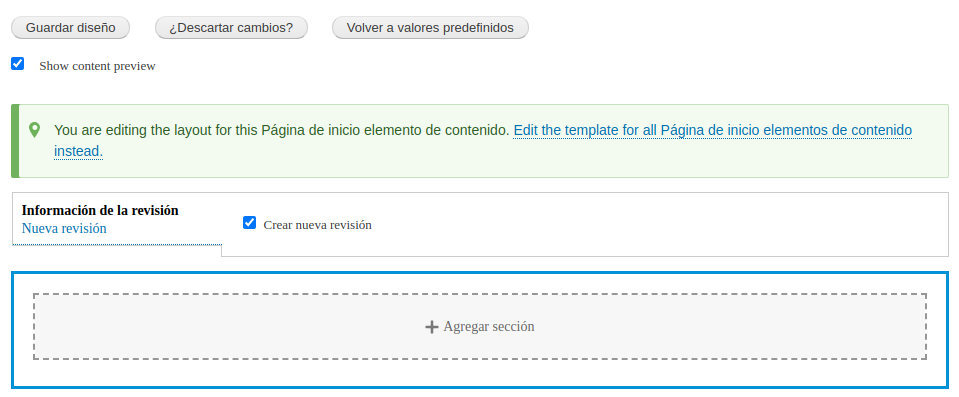 Guardar diseño ¿Descartar cambios? Volver a valores predefinidos
Show content preview
You are editing the layout for this Página de inicio elemento de contenido. Edit the template for all Página de inicio elementos de contenido
instead.
Información de la revisión
Nueva revisión
Crear nueva revisión
Agregar sección